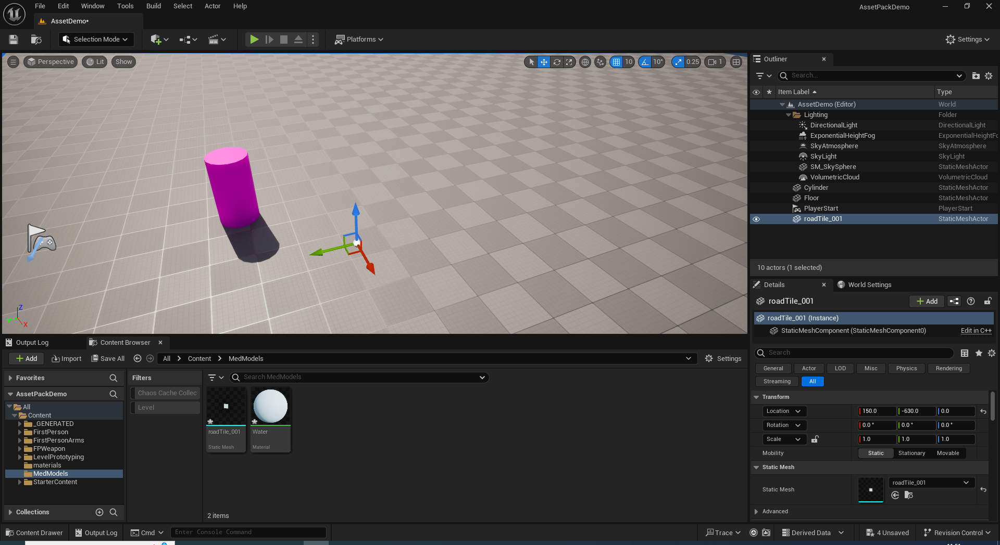 File Edit Window Tools Build Select Actor Help
AssetPackDemo
AssetDemo*
Selection Mode
Platforms
Settings
Perspective Lit Show
10 10° 0.25 1
Z
X
Outliner
Search...
Item Label Type
AssetDemo (Editor) World
Lighting Folder
DirectionalLight DirectionalLight
ExponentialHeightFog ExponentialHeightFo
SkyAtmosphere SkyAtmosphere
SkyLight SkyLight
SM_SkySphere StaticMeshActor
VolumetricCloud VolumetricCloud
Cylinder StaticMeshActor
Floor StaticMeshActor
PlayerStart PlayerStart
roadTile_001 StaticMeshActor
10 actors (1 selected)
Details World Settings
roadTile_001 Add
roadTile_001 (Instance)
StaticMeshComponent (StaticMeshComponent0) Edit in C++
Search
General Actor LOD Misc Physics Rendering
Streaming All
Transform
Location 150.0 -630.0 0.0
Rotation 0.0 ° 0.0 ° 0.0 °
Scale 1.0 1.0 1.0
Mobility Static Stationary Movable
Static Mesh
Static Mesh roadTile_001
Advanced
Output Log Content Browser
Add Import Save All All Content MedModels Settings
Favorites
AssetPackDemo
All
Content
_GENERATED
FirstPerson
FirstPersonArms
FPWeapon
LevelPrototyping
materials
MedModels
StarterContent
Collections
Filters
Chaos Cache Collec
Level
Search MedModels
roadTile_001
Static Mesh
Water
Material
2 items
Content Drawer Output Log Cmd Enter Console Command
Trace Derived Data 4 Unsaved Revision Control